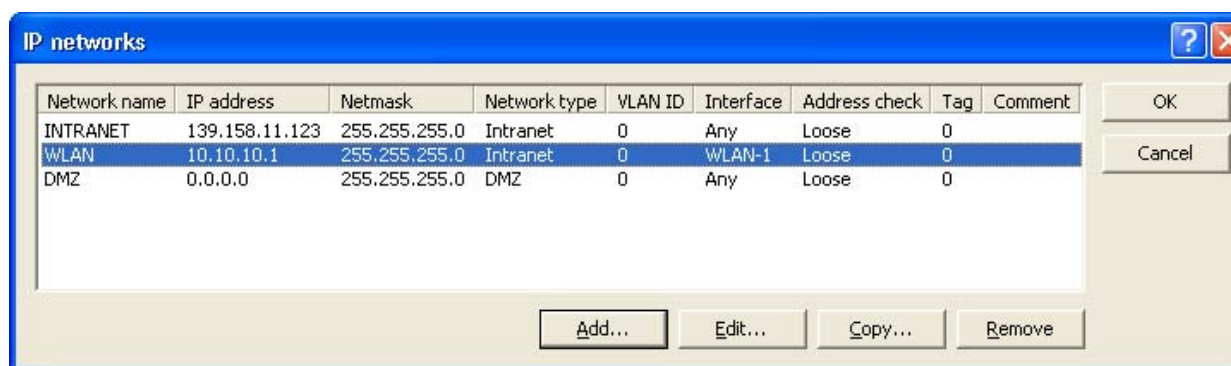 IP networks
Network name IP address Netmask Network type VLAN ID Interface Address check Tag Comment
INTRANET 139.158.11.123 255.255.255.0 Intranet 0 Any Loose 0
WLAN 10.10.10.1 255.255.255.0 Intranet 0 WLAN-1 Loose 0
DMZ 0.0.0.0 255.255.255.0 DMZ 0 Any Loose 0
OK
Cancel
Add... Edit... Copy... Remove